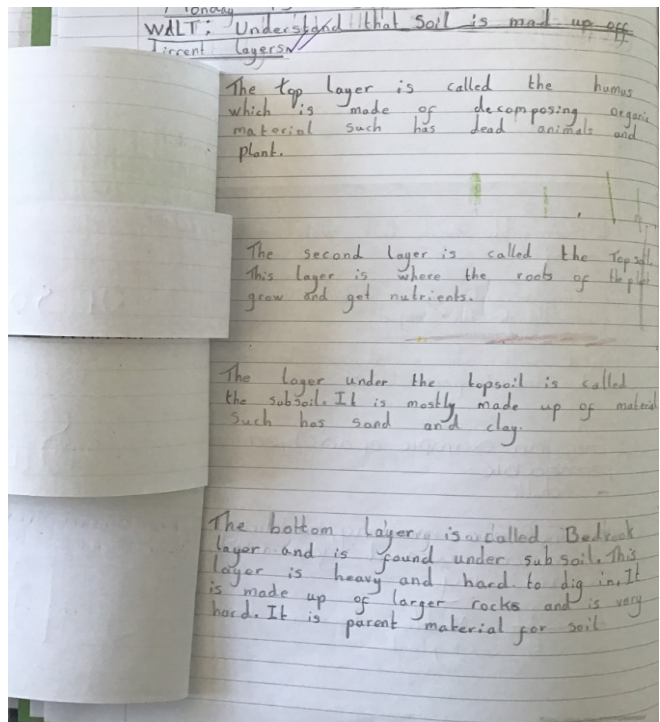 Monday
WALT: Understand that Soil is mad up off
layers
The top layer is called the humus
which is made of decomposing organic
material such has dead animals and
plant.
The second layer is called the Topsoil.
This layer is where the roots of the plant
grow and get nutrients.
The layer under the topsoil is called
the subsoil. It is mostly made up of material
Such has sand and clay.
The bottom Layer is called Bedrock
layer and is found under subsoil. This
layer is heavy and hard to dig in. It
is made up of larger rocks and is very
hard. It is parent material for soil